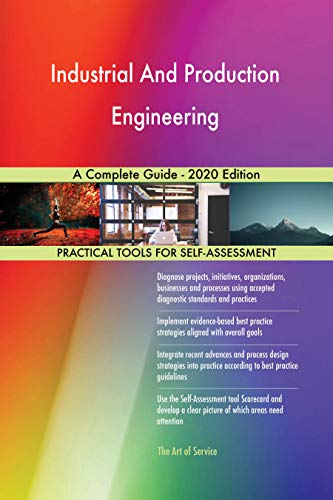 Industrial And Production
Engineering
A Complete Guide - 2020 Edition
PRACTICAL TOOLS FOR SELF-ASSESSMENT
Diagnose projects, initiatives, organizations,
businesses and processes using accepted
diagnostic standards and practices
Implement evidence-based best practice
strategies aligned with overall goals
Integrate recent advances and process design
strategies into practice according to best practice
guidelines
Use the Self-Assessment tool Scorecard and
develop a clear picture of which areas need
attention
The Art of Service